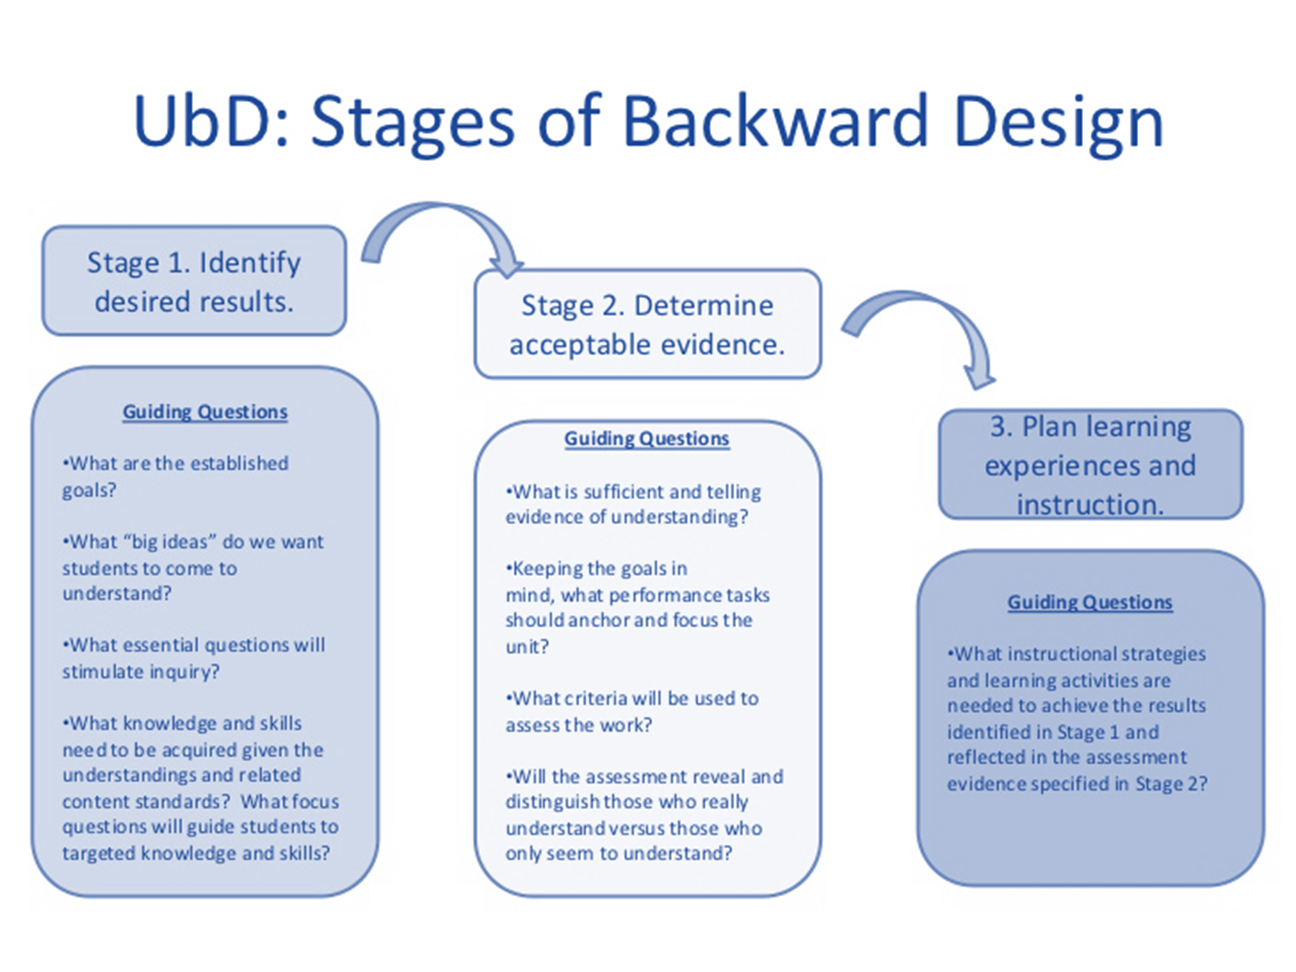 UbD: Stages of Backward Design
Stage 1. Identify
desired results.
Guiding Questions
•What are the established
goals?
•What “big ideas” do we want
students to come to
understand?
•What essential questions will
stimulate inquiry?
•What knowledge and skills
need to be acquired given the
understandings and related
content standards?  What focus
questions will guide students to
targeted knowledge and skills?
Stage 2. Determine
acceptable evidence.
Guiding Questions
•What is sufficient and telling
evidence of understanding?
•Keeping the goals in
mind, what performance tasks
should anchor and focus the
unit?
•What criteria will be used to
assess the work?
•Will the assessment reveal and
distinguish those who really
understand versus those who
only seem to understand?
3. Plan learning
experiences and
instruction.
Guiding Questions
•What instructional strategies
and learning activities are
needed to achieve the results
identified in Stage 1 and
reflected in the assessment
evidence specified in Stage 2?